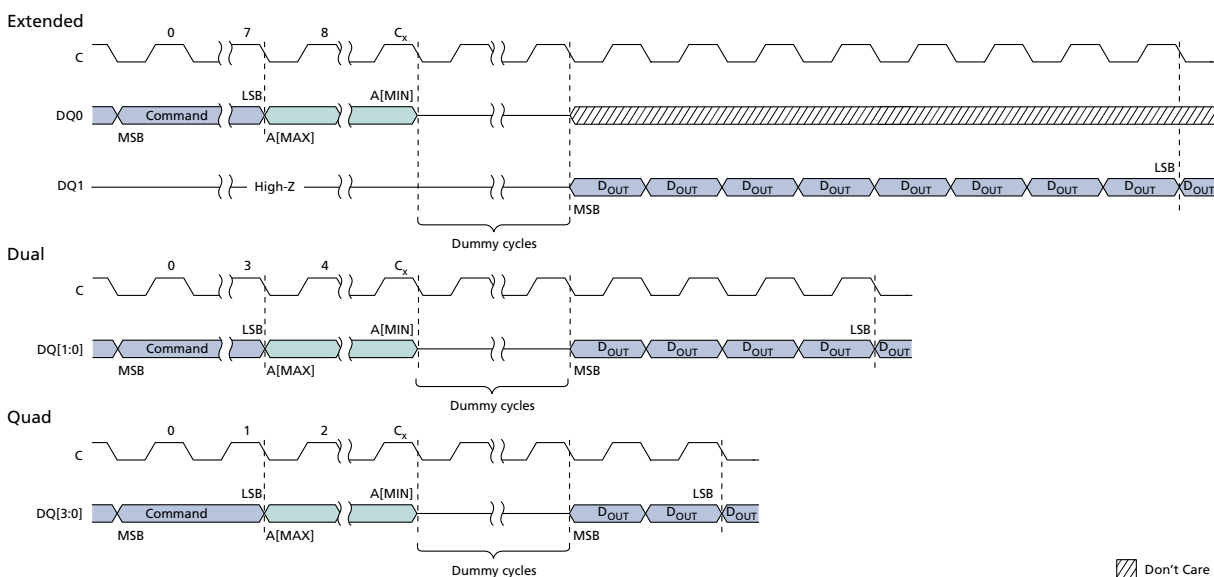 Extended
0 7 8 Cx
C
LSB A[MIN]
DQ0 Command
MSB A[MAX]
LSB
DQ1 High-Z DOUT DOUT DOUT DOUT DOUT DOUT DOUT DOUT DOUT
MSB
Dummy cycles
Dual
0 3 4 Cx
C
LSB A[MIN] LSB
DQ[1:0] Command DOUT DOUT DOUT DOUT DOUT
MSB A[MAX] MSB
Dummy cycles
Quad
0 1 2 Cx
C
LSB A[MIN] LSB
DQ[3:0] Command DOUT DOUT DOUT
MSB A[MAX] MSB
Dummy cycles
Don't Care